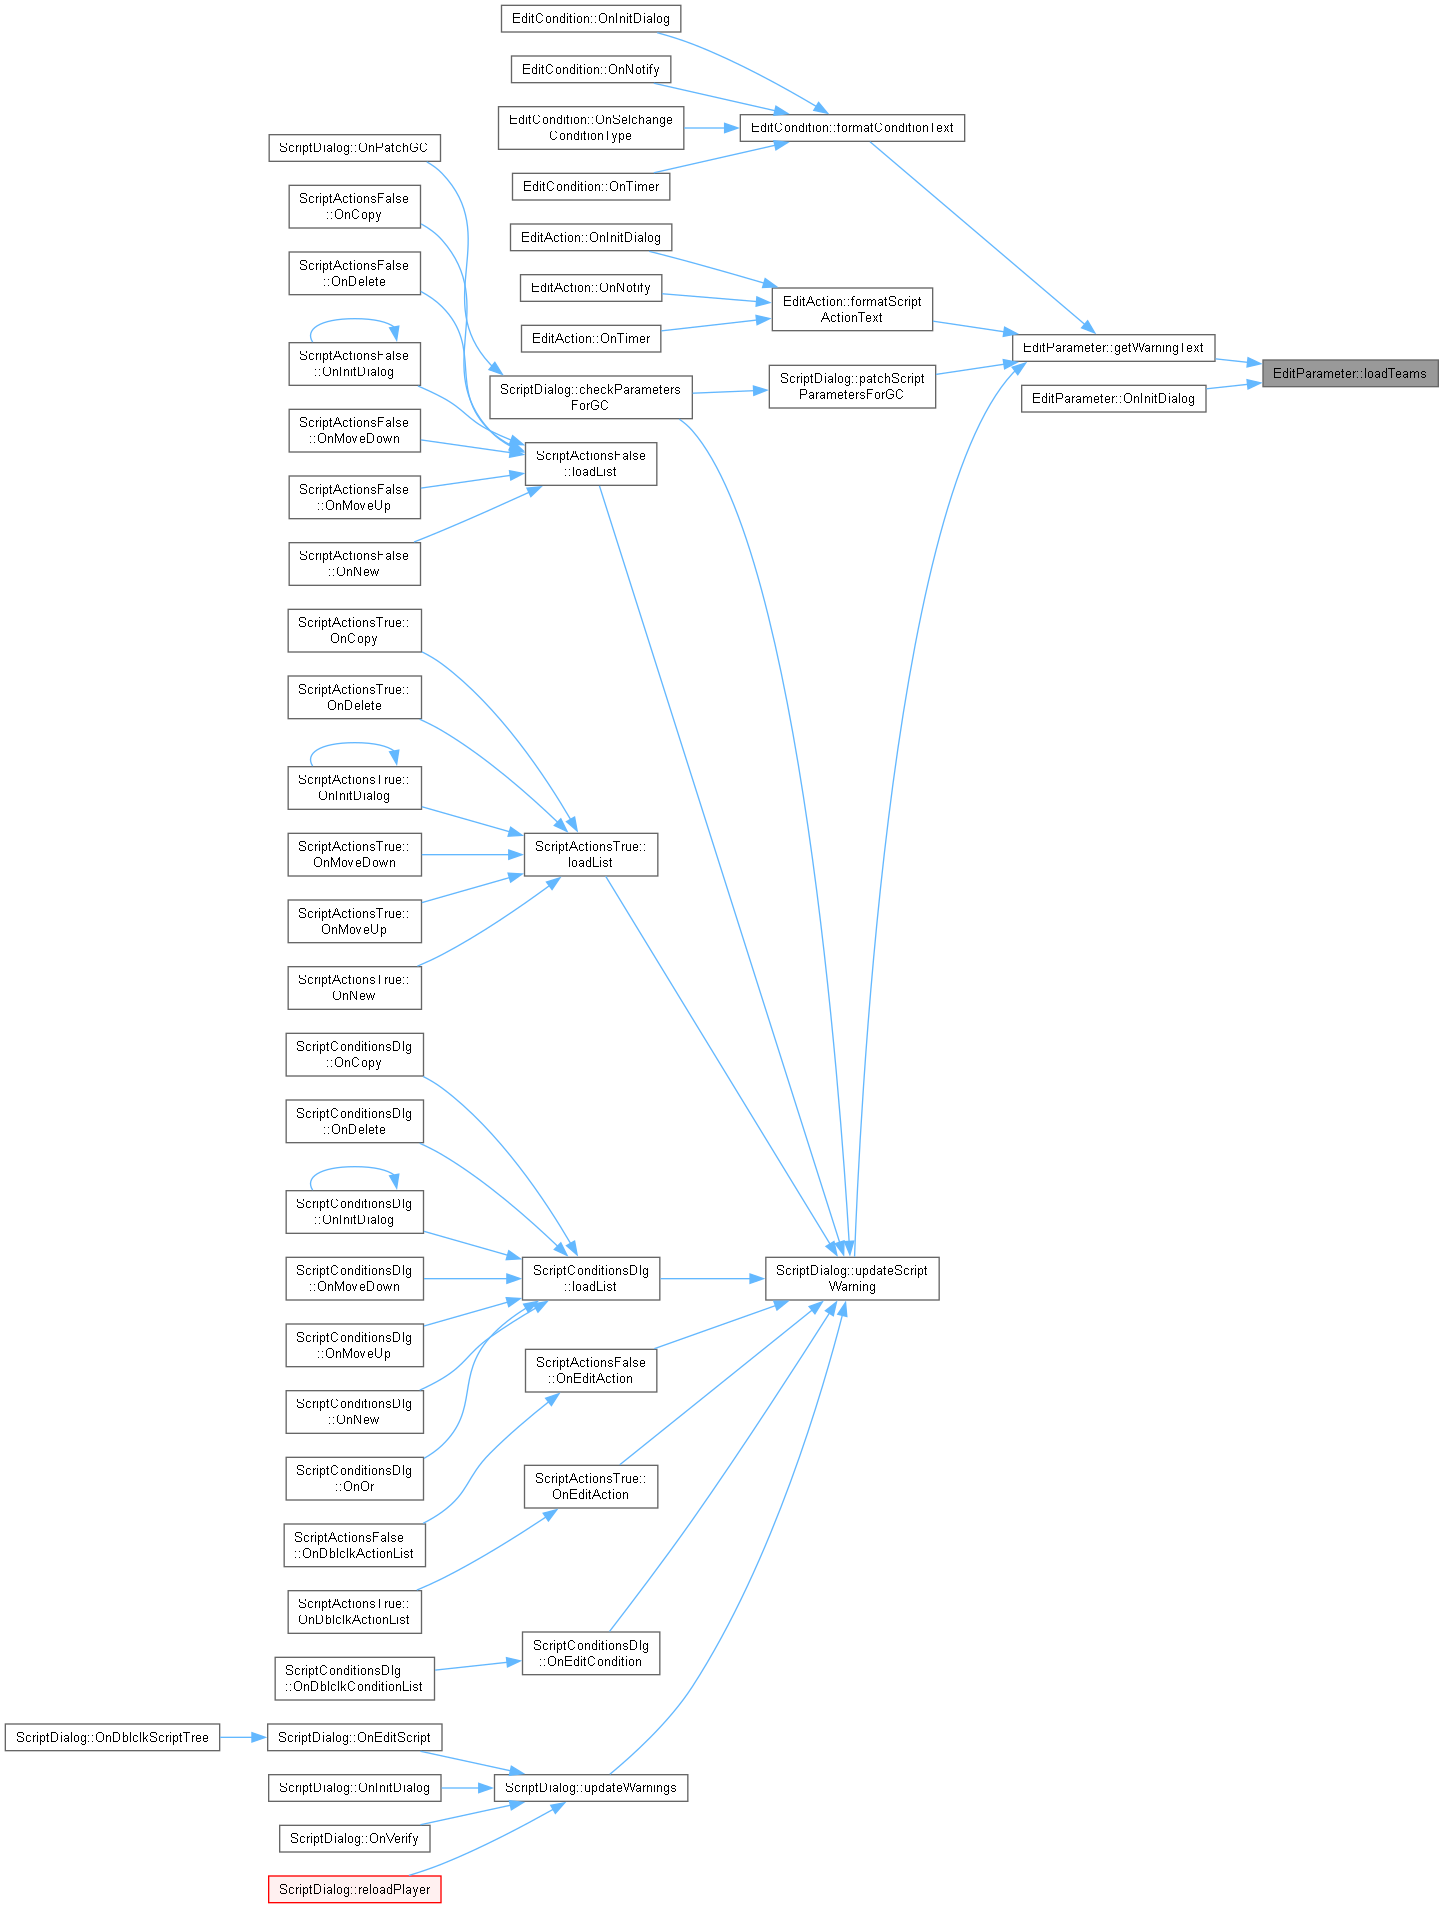 EditCondition::OnInitDialog
EditCondition::OnNotify
EditCondition::OnSelchange
ConditionType
EditCondition::formatConditionText
ScriptDialog::OnPatchGC
EditCondition::OnTimer
ScriptActionsFalse
::OnCopy
EditAction::OnInitDialog
ScriptActionsFalse
::OnDelete
EditAction::OnNotify
EditAction::formatScript
ActionText
EditAction::OnTimer
EditParameter::getWarningText
ScriptActionsFalse
::OnInitDialog
EditParameter::loadTeams
ScriptDialog::patchScript
ParametersForGC
ScriptDialog::checkParameters
ForGC
EditParameter::OnInitDialog
ScriptActionsFalse
::OnMoveDown
ScriptActionsFalse
::loadList
ScriptActionsFalse
::OnMoveUp
ScriptActionsFalse
::OnNew
ScriptActionsTrue::
OnCopy
ScriptActionsTrue::
OnDelete
ScriptActionsTrue::
OnInitDialog
ScriptActionsTrue::
OnMoveDown
ScriptActionsTrue::
loadList
ScriptActionsTrue::
OnMoveUp
ScriptActionsTrue::
OnNew
ScriptConditionsDlg
::OnCopy
ScriptConditionsDlg
::OnDelete
ScriptConditionsDlg
::OnInitDialog
ScriptConditionsDlg
::OnMoveDown
ScriptConditionsDlg
::loadList
ScriptDialog::updateScript
Warning
ScriptConditionsDlg
::OnMoveUp
ScriptActionsFalse
::OnEditAction
ScriptConditionsDlg
::OnNew
ScriptConditionsDlg
::OnOr
ScriptActionsTrue::
OnEditAction
ScriptActionsFalse
::OnDblclkActionList
ScriptActionsTrue::
OnDblclkActionList
ScriptConditionsDlg
::OnEditCondition
ScriptConditionsDlg
::OnDblclkConditionList
ScriptDialog::OnDblclkScriptTree
ScriptDialog::OnEditScript
ScriptDialog::OnInitDialog
ScriptDialog::updateWarnings
ScriptDialog::OnVerify
ScriptDialog::reloadPlayer